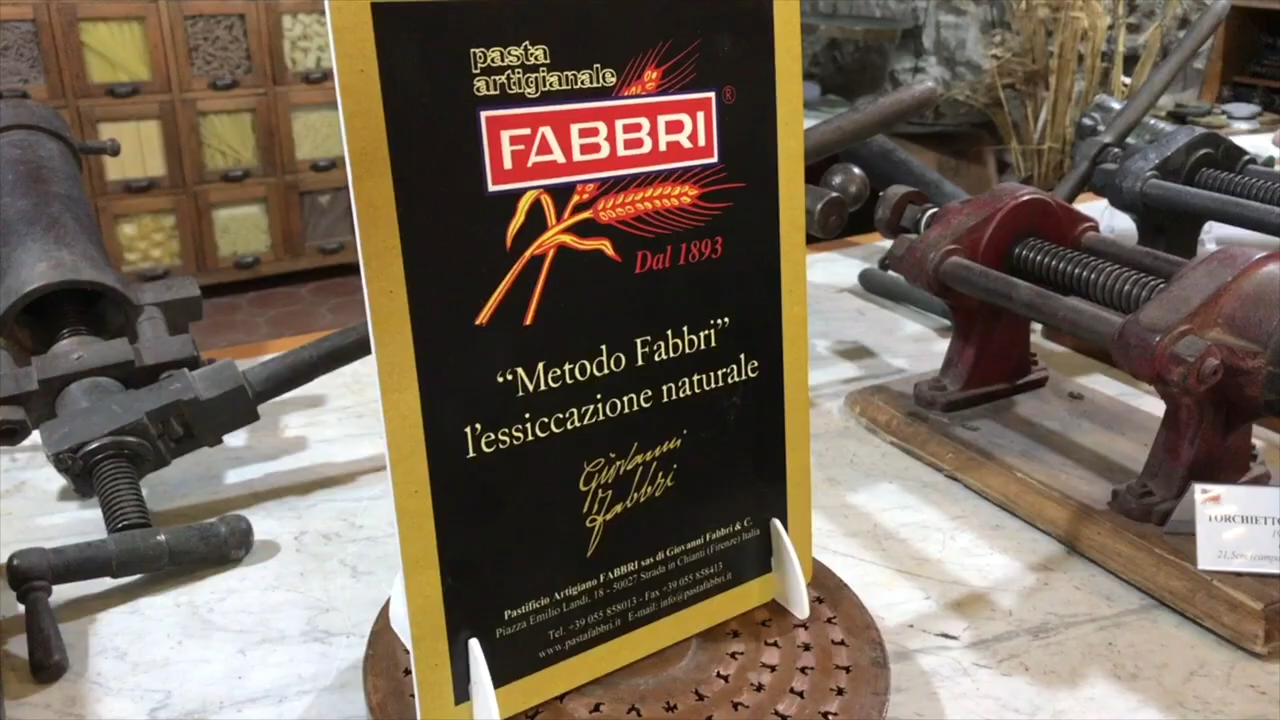 pasta
artigianale
FABBRI ®
Dal 1893
“Metodo Fabbri”
l’essiccazione naturale
Giovanni
Fabbri
Pastificio Artigiano FABBRI sas di Giovanni Fabbri & C.
Piazza Emilio Landi, 18 - 50027 Strada in Chianti (Firenze) Italia
Tel. +39 055 858013 - Fax +39 055 858413
www.pastafabbri.it E-mail: info@pastafabbri.it
TORCHIETT